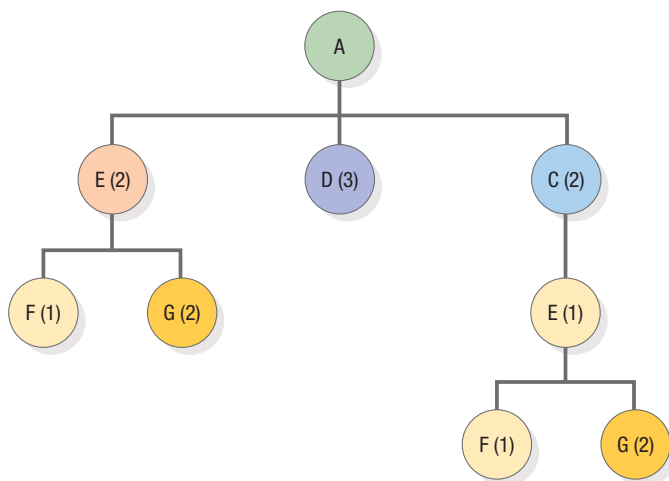 A
E (2)
D (3)
C (2)
F (1)
G (2)
E (1)
F (1)
G (2)